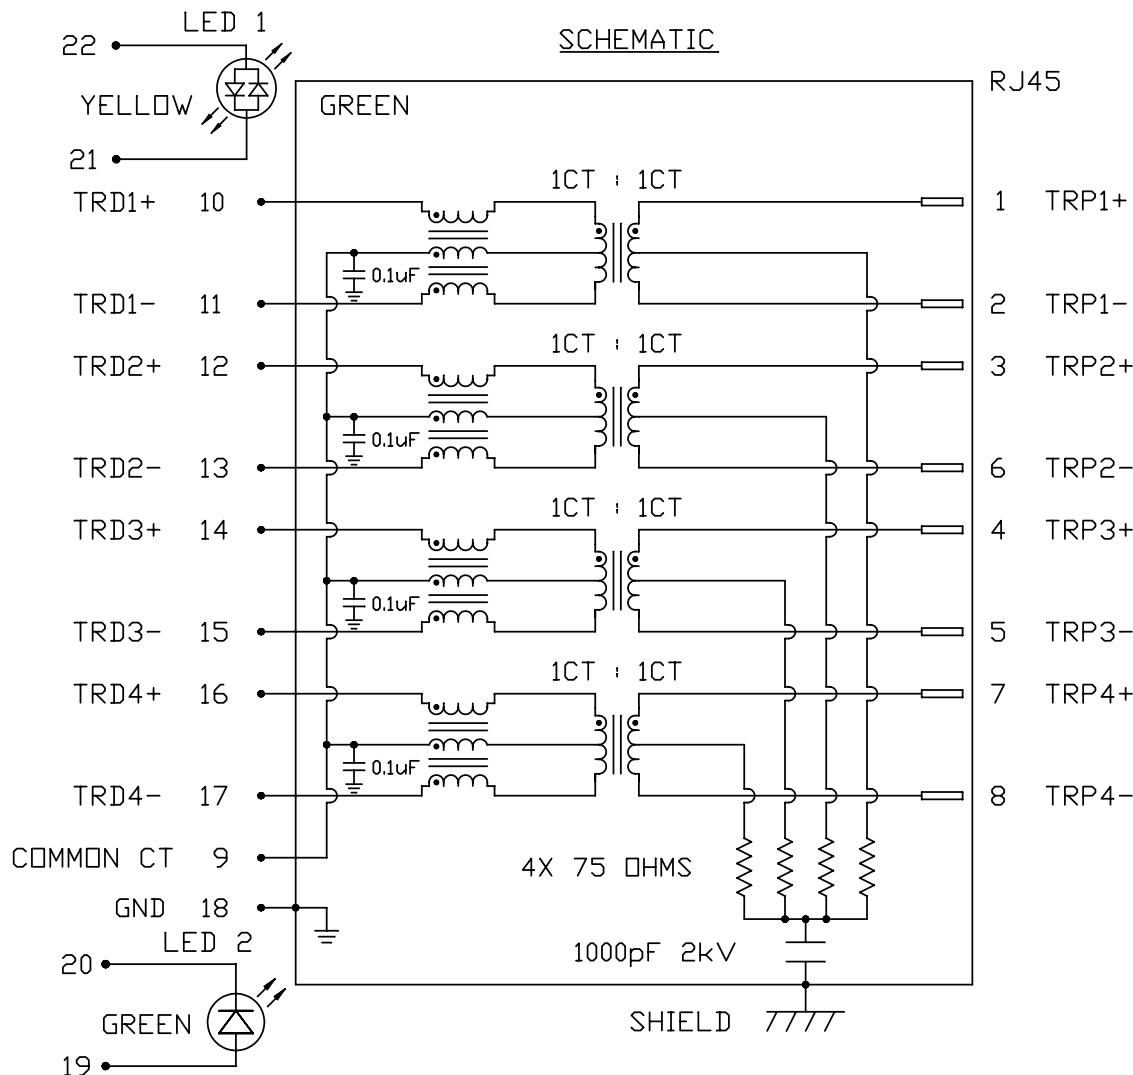 LED 1
22
SCHEMATIC
RJ45
YELLOW
GREEN
21
1CT : 1CT
TRD1+ 10
1 TRP1+
0.1uF
TRD1- 11
2 TRP1-
1CT : 1CT
TRD2+ 12
3 TRP2+
0.1uF
TRD2- 13
6 TRP2-
1CT : 1CT
TRD3+ 14
4 TRP3+
0.1uF
TRD3- 15
5 TRP3-
1CT : 1CT
TRD4+ 16
7 TRP4+
0.1uF
TRD4- 17
8 TRP4-
COMMON CT 9
4X 75 OHMS
GND 18
LED 2
1000pF 2kV
20
GREEN
SHIELD
19